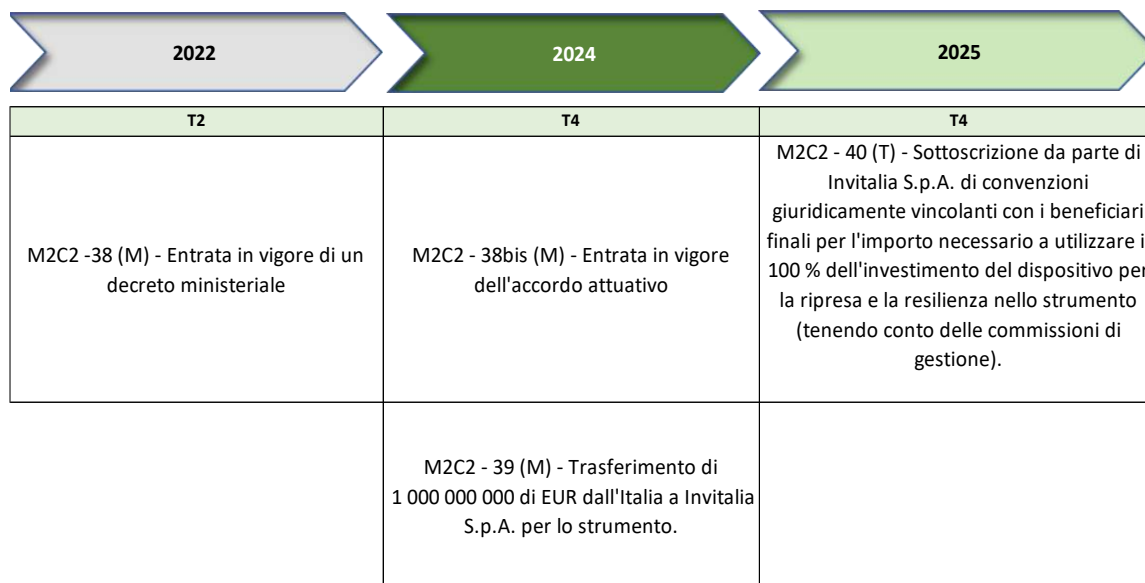 2022
2024
2025
T2
T4
T4
M2C2 -38 (M) - Entrata in vigore di un
decreto ministeriale
M2C2 - 38bis (M) - Entrata in vigore
dell'accordo attuativo
M2C2 - 40 (T) - Sottoscrizione da parte di
Invitalia S.p.A. di convenzioni
giuridicamente vincolanti con i beneficiari
finali per l'importo necessario a utilizzare i
100 % dell'investimento del dispositivo per
la ripresa e la resilienza nello strumento
(tenendo conto delle commissioni di
gestione).
M2C2 - 39 (M) - Trasferimento di
1 000 000 000 di EUR dall'Italia a Invitalia
S.p.A. per lo strumento.